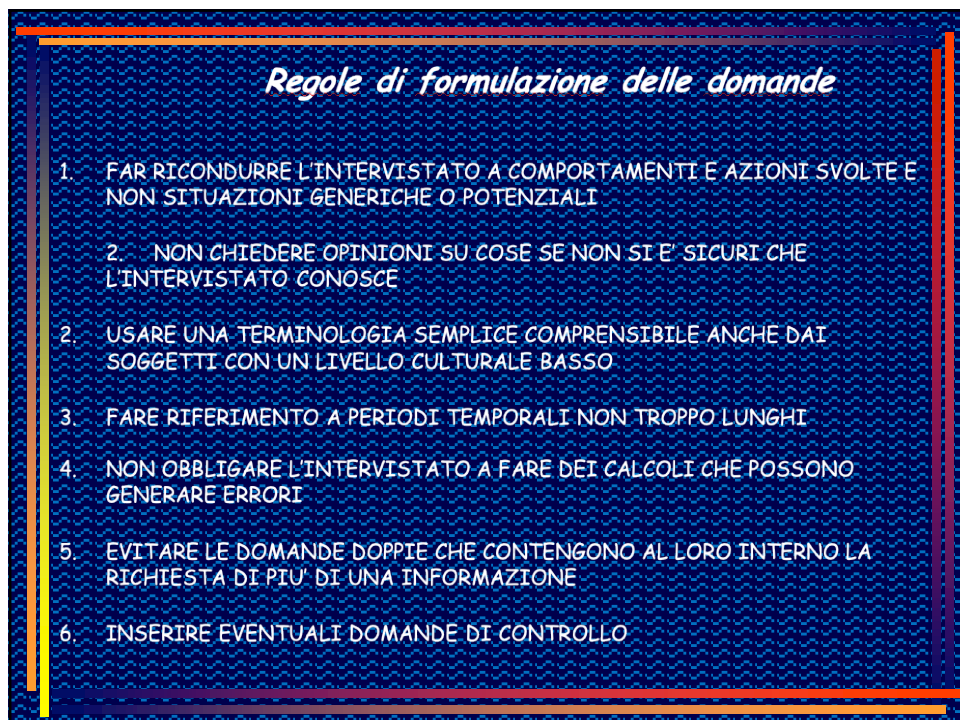 Regole di formulazione delle domande
1. FAR RICONDURRE L'INTERVISTATO A COMPORTAMENTI E AZIONI SVOLTE E
NON SITUAZIONI GENERICHE O POTENZIALI
2. NON CHIEDERE OPINIONI SU COSE SE NON SI E' SICURI CHE
L'INTERVISTATO CONOSCE
2. USARE UNA TERMINOLOGIA SEMPLICE COMPRENSIBILE ANCHE DAI
SOGGETTI CON UN LIVELLO CULTURALE BASSO
3. FARE RIFERIMENTO A PERIODI TEMPORALI NON TROPPO LUNGHI
4. NON OBBLIGARE L'INTERVISTATO A FARE DEI CALCOLI CHE POSSONO
GENERARE ERRORI
5. EVITARE LE DOMANDE DOPPIE CHE CONTENGONO AL LORO INTERNO LA
RICHIESTA DI PIU' DI UNA INFORMAZIONE
6. INSERIRE EVENTUALI DOMANDE DI CONTROLLO